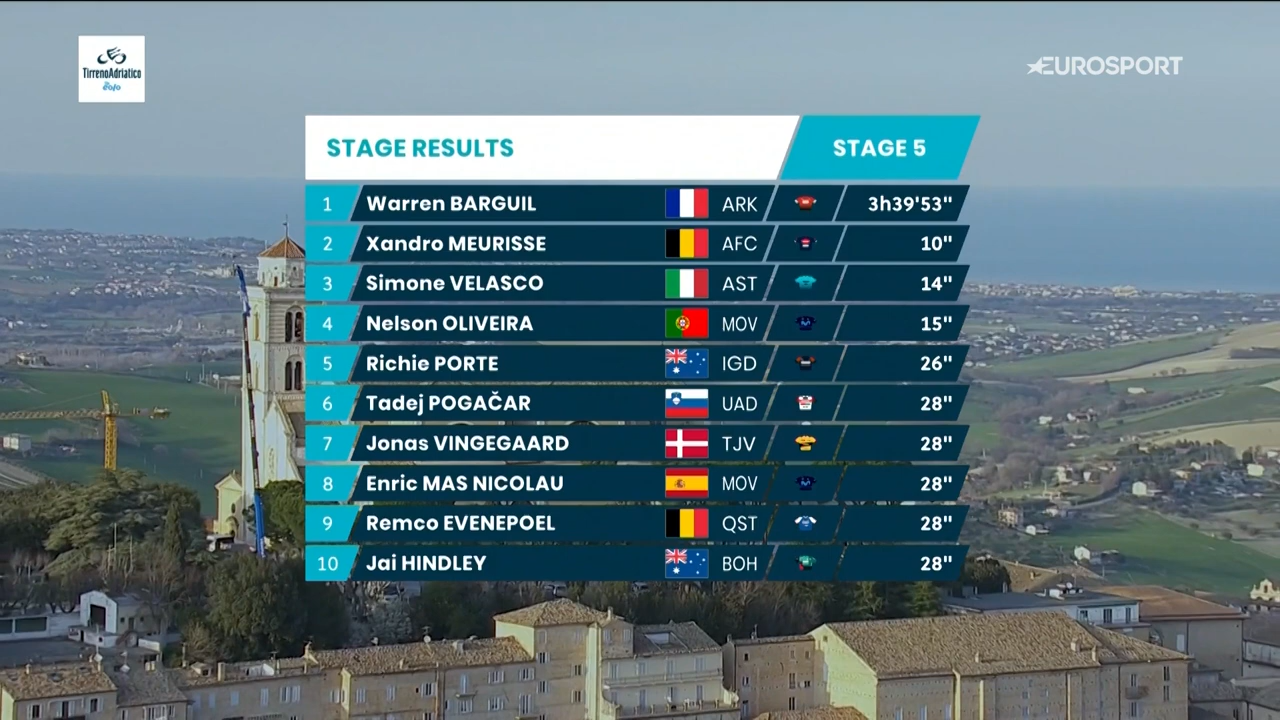 TirrenoAdriatico
eolo
EUROSPORT
STAGE RESULTS STAGE 5
1 Warren BARGUIL ARK 3h39'53"
2 Xandro MEURISSE AFC 10"
3 Simone VELASCO AST 14"
4 Nelson OLIVEIRA MOV 15"
5 Richie PORTE IGD 26"
6 Tadej POGAČAR UAD 28"
7 Jonas VINGEGAARD TJV 28"
8 Enric MAS NICOLAU MOV 28"
9 Remco EVENEPOEL QST 28"
10 Jai HINDLEY BOH 28"